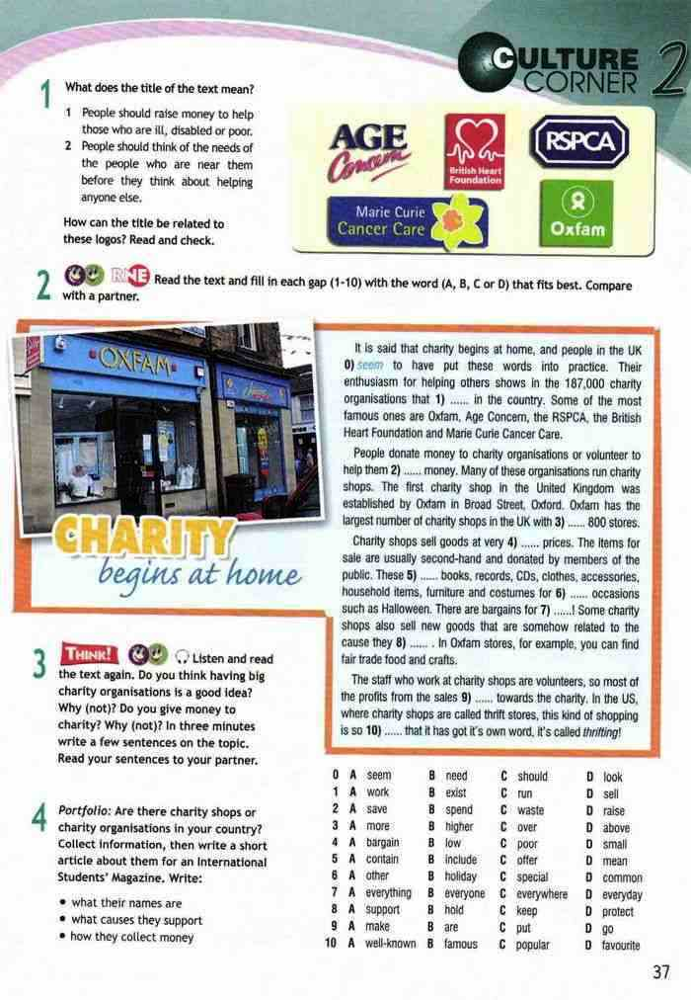 CULTURE
CORNER 2
1 What does the title of the text mean?
1 People should raise money to help
those who are ill, disabled or poor.
2 People should think of the needs of
the people who are near them
before they think about helping
anyone else.
How can the title be related to
these logos? Read and check.
AGE
Concern
British Heart
Foundation
RSPCA
Marie Curie
Cancer Care
Oxfam
2 RNE Read the text and fill in each gap (1-10) with the word (A, B, C or D) that fits best. Compare
with a partner.
OXFAM
CHARITY
begins at home
It is said that charity begins at home, and people in the UK
0) seem to have put these words into practice. Their
enthusiasm for helping others shows in the 187,000 charity
organisations that 1) ...... in the country. Some of the most
famous ones are Oxfam, Age Concern, the RSPCA, the British
Heart Foundation and Marie Curie Cancer Care.
People donate money to charity organisations or volunteer to
help them 2) ...... money. Many of these organisations run charity
shops. The first charity shop in the United Kingdom was
established by Oxfam in Broad Street, Oxford. Oxfam has the
largest number of charity shops in the UK with 3) ...... 800 stores.
Charity shops sell goods at very 4) ...... prices. The items for
sale are usually second-hand and donated by members of the
public. These 5) ...... books, records, CDs, clothes, accessories,
household items, furniture and costumes for 6) ...... occasions
such as Halloween. There are bargains for 7) ......! Some charity
shops also sell new goods that are somehow related to the
cause they 8) ...... . In Oxfam stores, for example, you can find
fair trade food and crafts.
The staff who work at charity shops are volunteers, so most of
the profits from the sales 9) ...... towards the charity. In the US,
where charity shops are called thrift stores, this kind of shopping
is so 10) ...... that it has got it's own word, it's called thrifting!
3 THINK! Listen and read
the text again. Do you think having big
charity organisations is a good idea?
Why (not)? Do you give money to
charity? Why (not)? In three minutes
write a few sentences on the topic.
Read your sentences to your partner.
4 Portfolio: Are there charity shops or
charity organisations in your country?
Collect information, then write a short
article about them for an International
Students' Magazine. Write:
• what their names are
• what causes they support
• how they collect money
0 A seem B need C should D look
1 A work B exist C run D sell
2 A save B spend C waste D raise
3 A more B higher C over D above
4 A bargain B low C poor D small
5 A contain B include C offer D mean
6 A other B holiday C special D common
7 A everything B everyone C everywhere D everyday
8 A support B hold C keep D protect
9 A make B are C put D go
10 A well-known B famous C popular D favourite
37